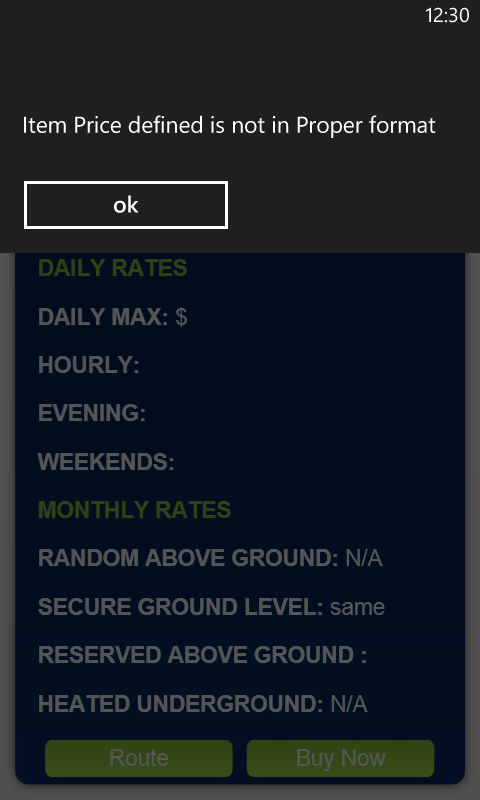 12:30
Item Price defined is not in Proper format
ok
DAILY RATES
DAILY MAX: $
HOURLY:
EVENING:
WEEKENDS:
MONTHLY RATES
RANDOM ABOVE GROUND: N/A
SECURE GROUND LEVEL: same
RESERVED ABOVE GROUND :
HEATED UNDERGROUND: N/A
Route Buy Now